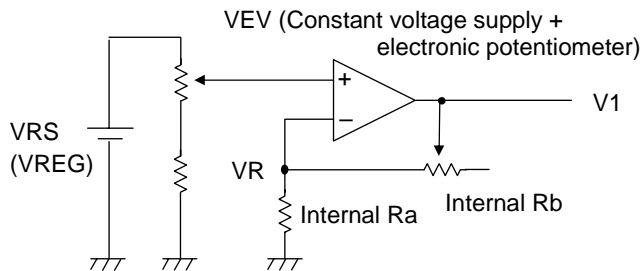 VEV (Constant voltage supply +
electronic potentiometer)
+
−
V1
VRS
(VREG)
VR
Internal Ra
Internal Rb